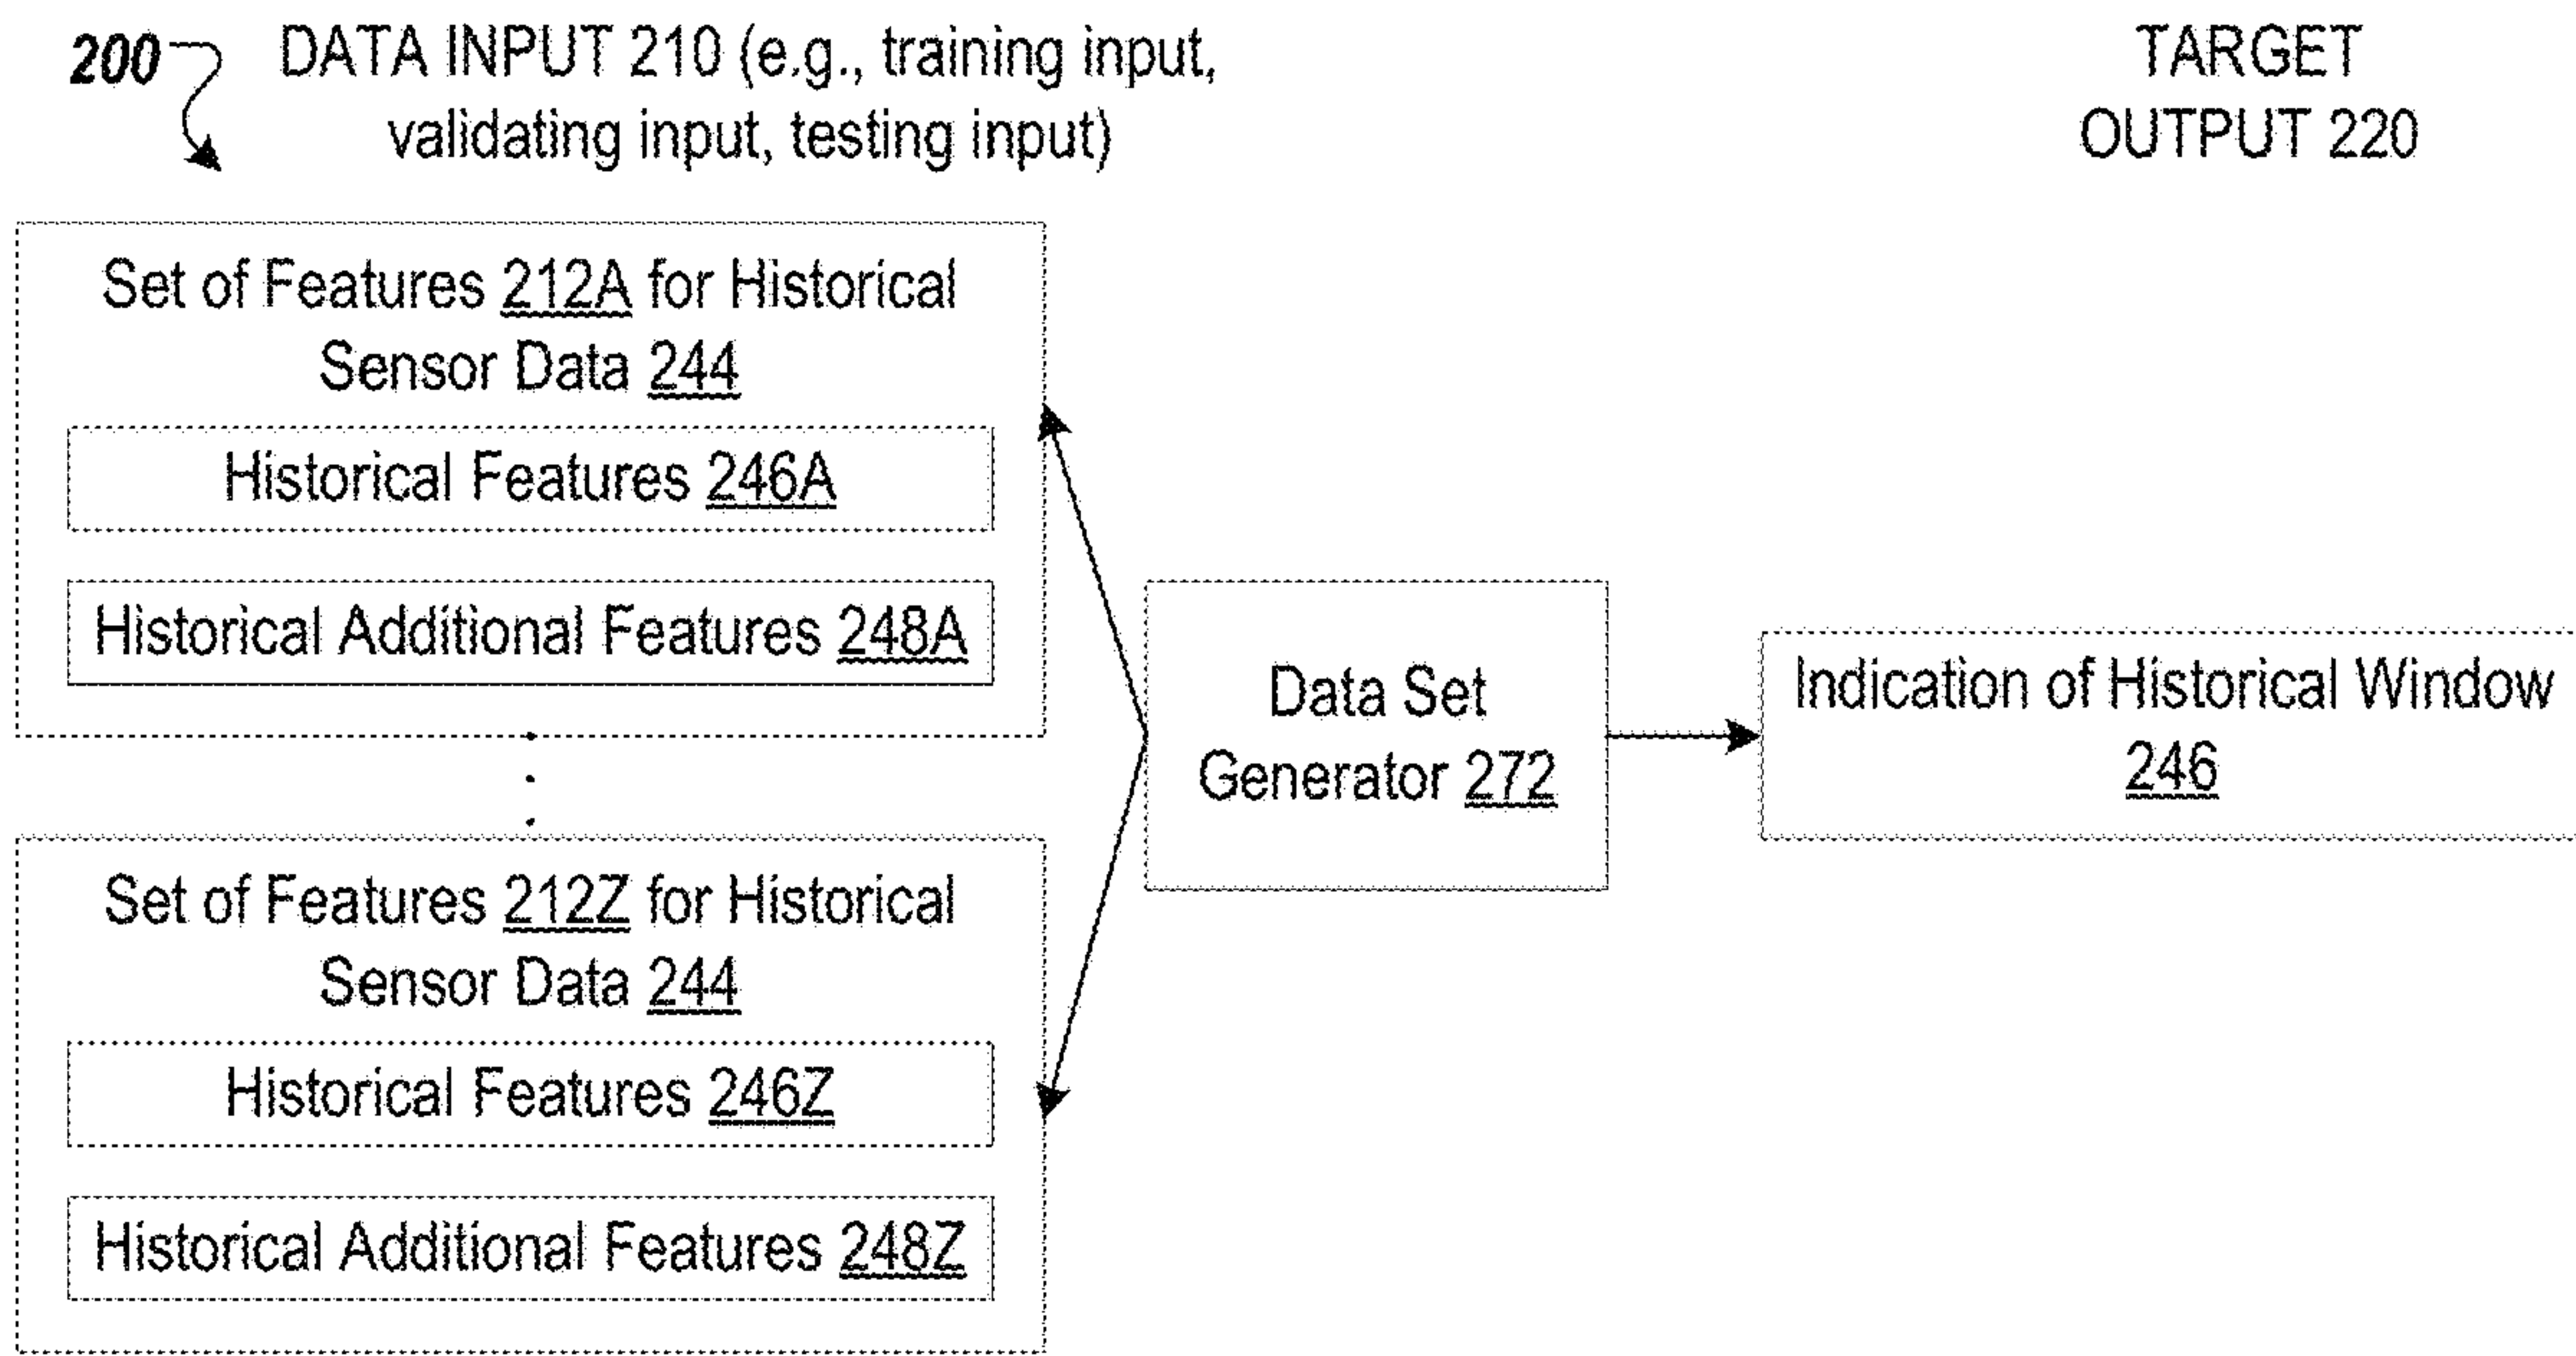 200
DATA INPUT 210 (e.g., training input,
validating input, testing input)
TARGET
OUTPUT 220
Set of Features 212A for Historical
Sensor Data 244
Historical Features 246A
Historical Additional Features 248A
Data Set
Generator 272
Indication of Historical Window
246
Set of Features 212Z for Historical
Sensor Data 244
Historical Features 246Z
Historical Additional Features 248Z